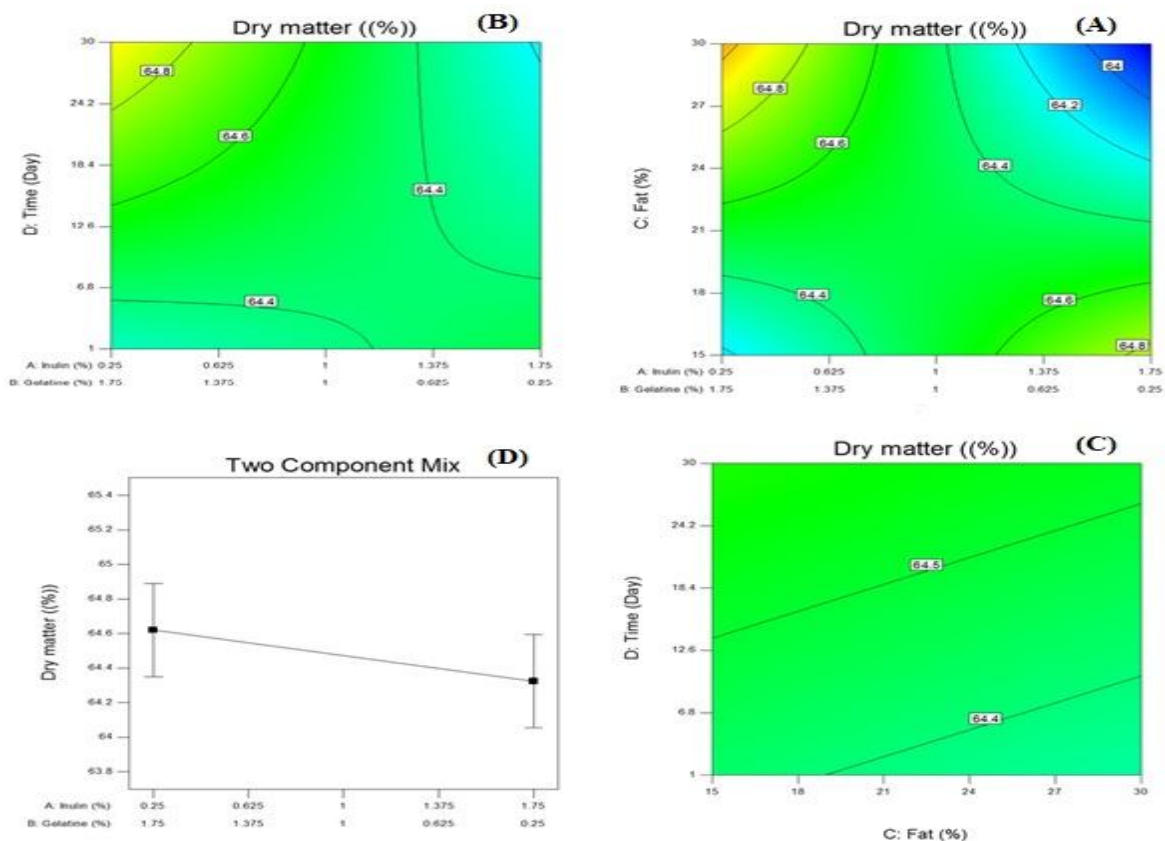 Dry matter ((%)) (B)
30
24.2
18.4
12.6
6.8
1
D: Time (Day)
64.8
64.6
64.4
64.4
A: Inulin (%) 0.25 0.625 1 1.375 1.75
B: Gelatine (%) 1.75 1.375 1 0.625 0.25
Dry matter ((%)) (A)
30
27
24
21
18
15
C: Fat (%)
64.8
64
64.2
64.6
64.4
64.4
64.6
64.8
A: Inulin (%) 0.25 0.625 1 1.375 1.75
B: Gelatine (%) 1.75 1.375 1 0.625 0.25
Two Component Mix (D)
65.4
65.2
65
64.8
64.6
64.4
64.2
64
63.8
Dry matter ((%))
A: Inulin (%) 0.25 0.625 1 1.375 1.75
B: Gelatine (%) 1.75 1.375 1 0.625 0.25
Dry matter ((%)) (C)
30
24.2
18.4
12.6
6.8
1
D: Time (Day)
64.5
64.4
15 18 21 24 27 30
C: Fat (%)